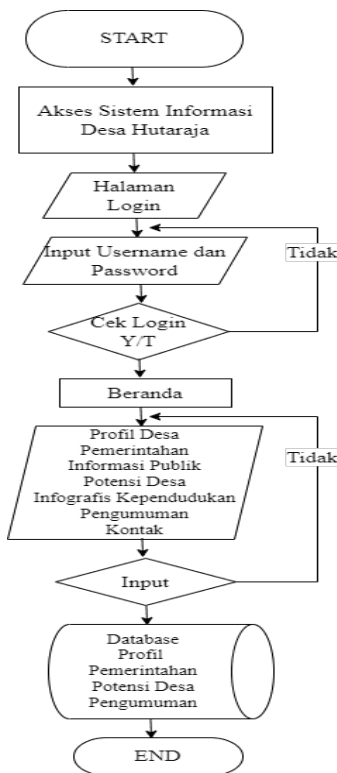 START
Akses Sistem Informasi
Desa Hutaraja
Halaman
Login
Input Username dan
Password
Tidak
Cek Login
Y/T
Beranda
Profil Desa
Pemerintahan
Informasi Publik
Potensi Desa
Infografis Kependudukan
Pengumuman
Kontak
Tidak
Input
Database
Profil
Pemerintahan
Potensi Desa
Pengumuman
END